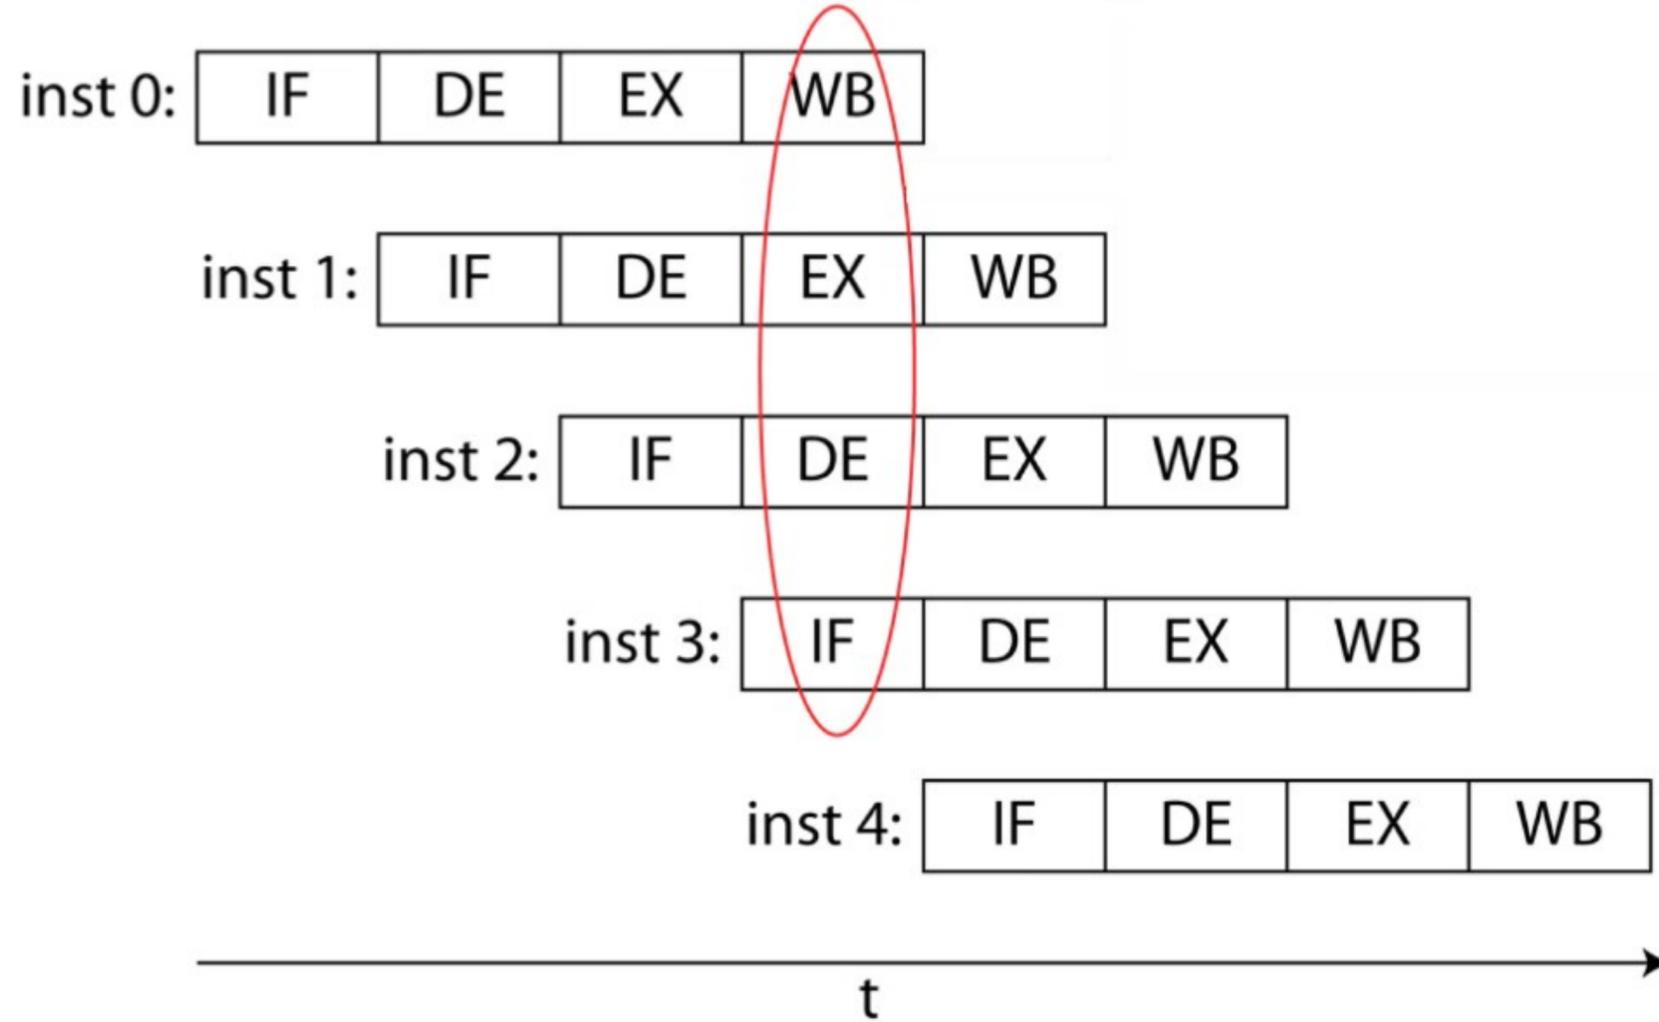 inst 0: IF DE EX WB
inst 1: IF DE EX WB
inst 2: IF DE EX WB
inst 3: IF DE EX WB
inst 4: IF DE EX WB
t